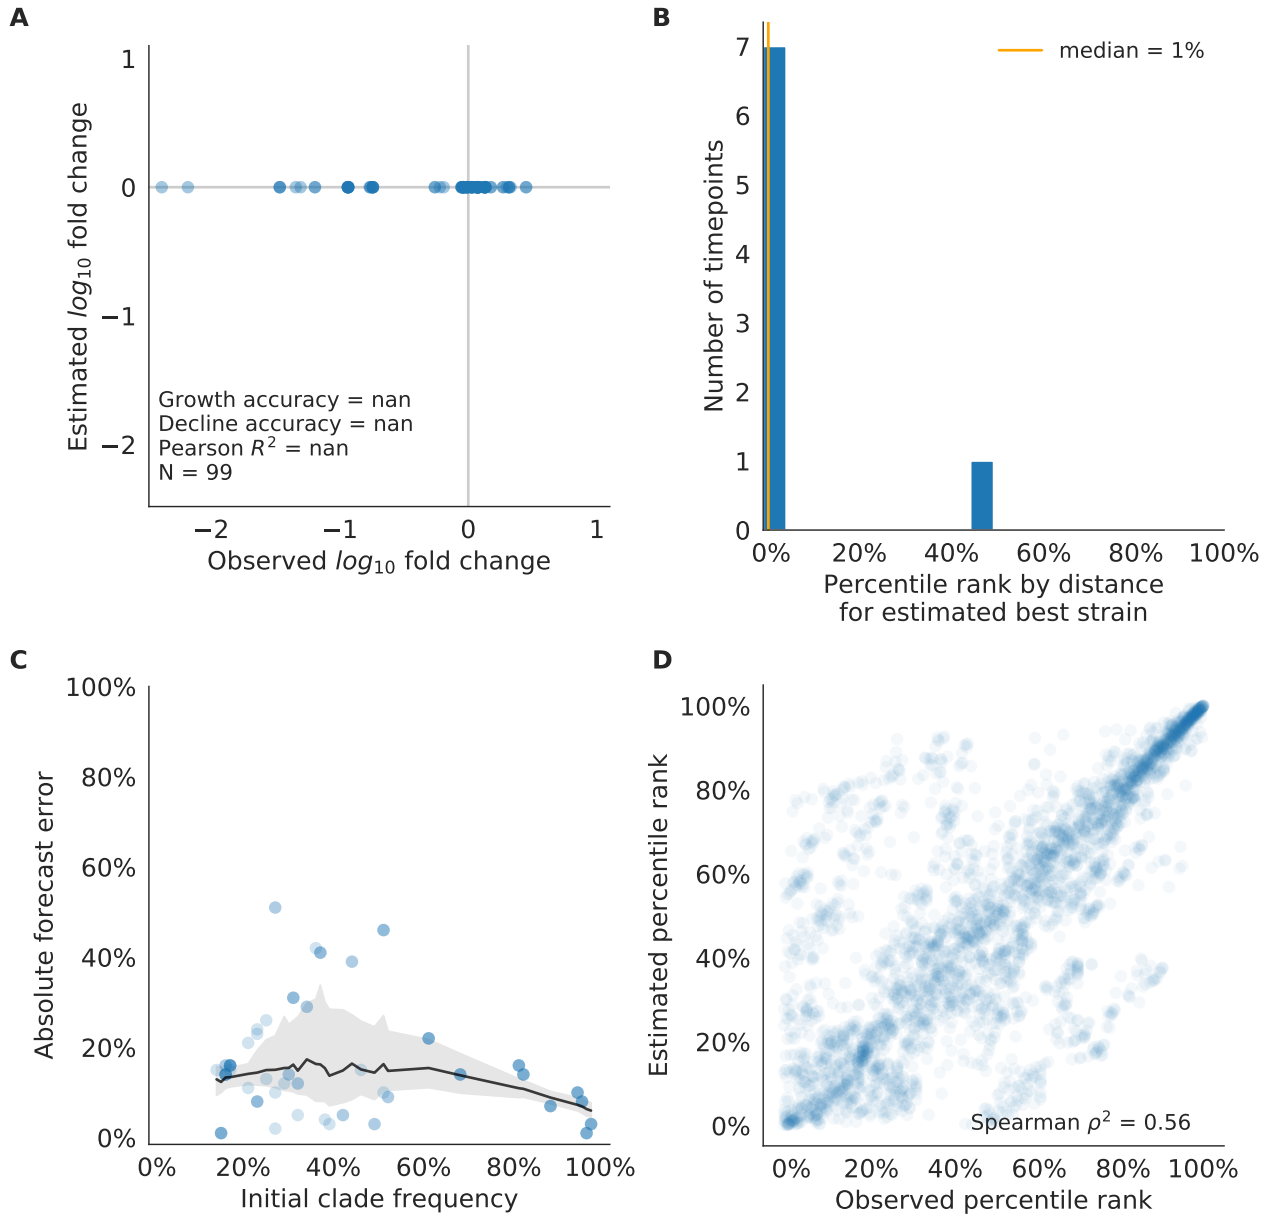 A
1
0
−1
−2
Estimated log10 fold change
Growth accuracy = nan
Decline accuracy = nan
Pearson R² = nan
N = 99
−2 −1 0 1
Observed log10 fold change
B
7
6
5
4
3
2
1
0
Number of timepoints
median = 1%
0% 20% 40% 60% 80% 100%
Percentile rank by distance
for estimated best strain
C
100%
80%
60%
40%
20%
0%
Absolute forecast error
0% 20% 40% 60% 80% 100%
Initial clade frequency
D
100%
80%
60%
40%
20%
0%
Estimated percentile rank
Spearman ρ² = 0.56
0% 20% 40% 60% 80% 100%
Observed percentile rank